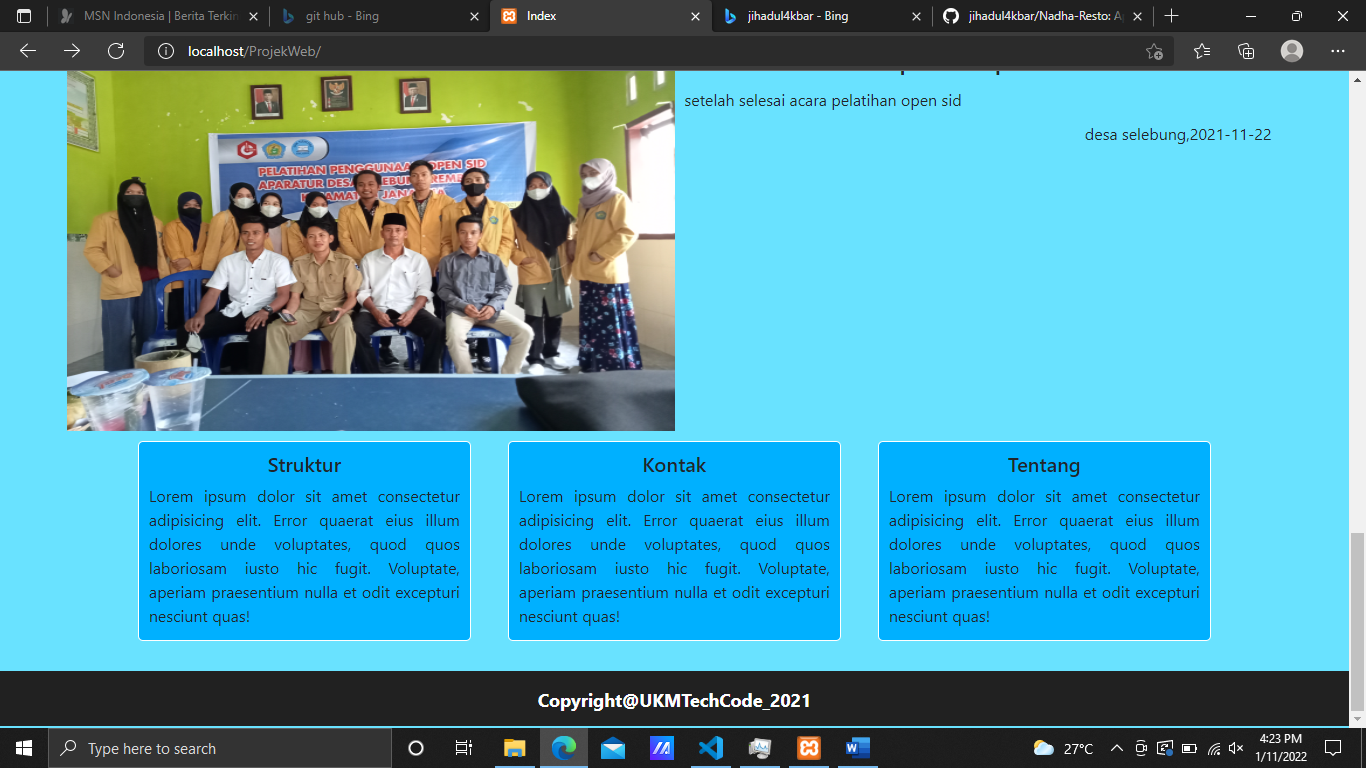 MSN Indonesia | Berita Terkin
git hub - Bing
Index
jihadul4kbar - Bing
jihadul4kbar/Nadha-Resto: A
localhost/ProjekWeb/
setelah selesai acara pelatihan open sid
desa selebung,2021-11-22
PELATIHAN PENGGUNAAN OPEN SID
APARATUR DESA
Struktur
Lorem ipsum dolor sit amet consectetur
adipisicing elit. Error quaerat eius illum
dolores unde voluptates, quod quos
laboriosam iusto hic fugit. Voluptate,
aperiam praesentium nulla et odit excepturi
nesciunt quas!
Kontak
Lorem ipsum dolor sit amet consectetur
adipisicing elit. Error quaerat eius illum
dolores unde voluptates, quod quos
laboriosam iusto hic fugit. Voluptate,
aperiam praesentium nulla et odit excepturi
nesciunt quas!
Tentang
Lorem ipsum dolor sit amet consectetur
adipisicing elit. Error quaerat eius illum
dolores unde voluptates, quod quos
laboriosam iusto hic fugit. Voluptate,
aperiam praesentium nulla et odit excepturi
nesciunt quas!
Copyright@UKMTechCode_2021
Type here to search
27°C
4:23 PM
1/11/2022